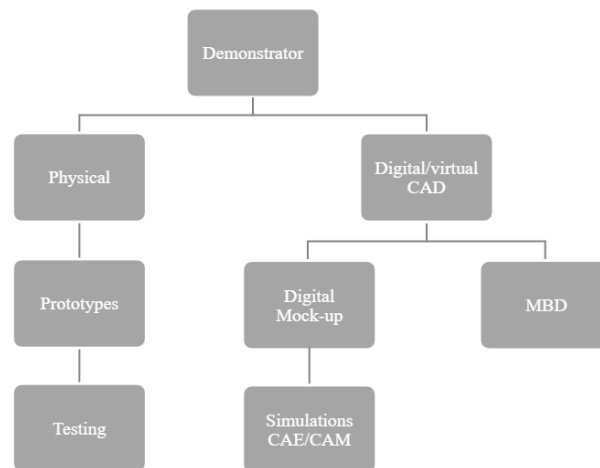 Demonstrator
Physical
Digital/virtual
CAD
Prototypes
Digital
Mock-up
MBD
Testing
Simulations
CAE/CAM